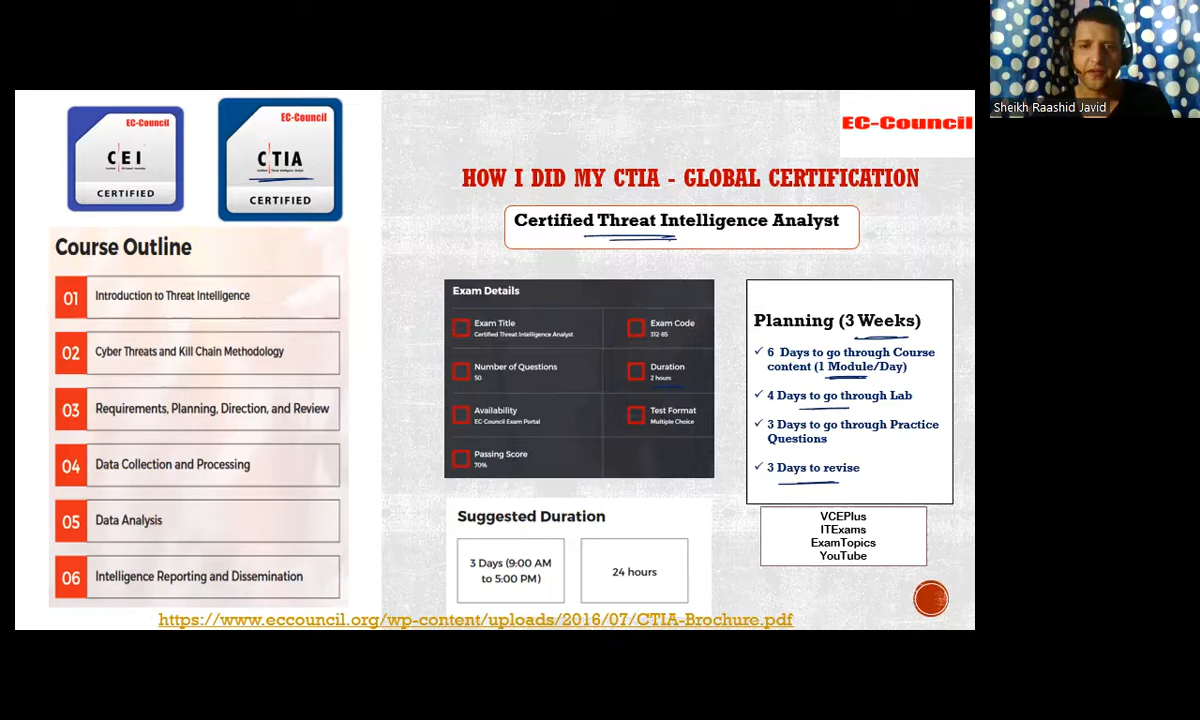 EC-Council
CEI
CERTIFIED
EC-Council
CTIA
Certified Threat Intelligence Analyst
CERTIFIED
Sheikh Raashid Javid
EC-Council
HOW I DID MY CTIA - GLOBAL CERTIFICATION
Certified Threat Intelligence Analyst
Course Outline
01 Introduction to Threat Intelligence
02 Cyber Threats and Kill Chain Methodology
03 Requirements, Planning, Direction, and Review
04 Data Collection and Processing
05 Data Analysis
06 Intelligence Reporting and Dissemination
Exam Details
Exam Title
Certified Threat Intelligence Analyst
Exam Code
312-85
Number of Questions
50
Duration
2 hours
Availability
EC-Council Exam Portal
Test Format
Multiple Choice
Passing Score
70%
Suggested Duration
3 Days (9:00 AM
to 5:00 PM)
24 hours
Planning (3 Weeks)
✓ 6 Days to go through Course
content (1 Module/Day)
✓ 4 Days to go through Lab
✓ 3 Days to go through Practice
Questions
✓ 3 Days to revise
VCEPlus
ITExams
ExamTopics
YouTube
https://www.eccouncil.org/wp-content/uploads/2016/07/CTIA-Brochure.pdf